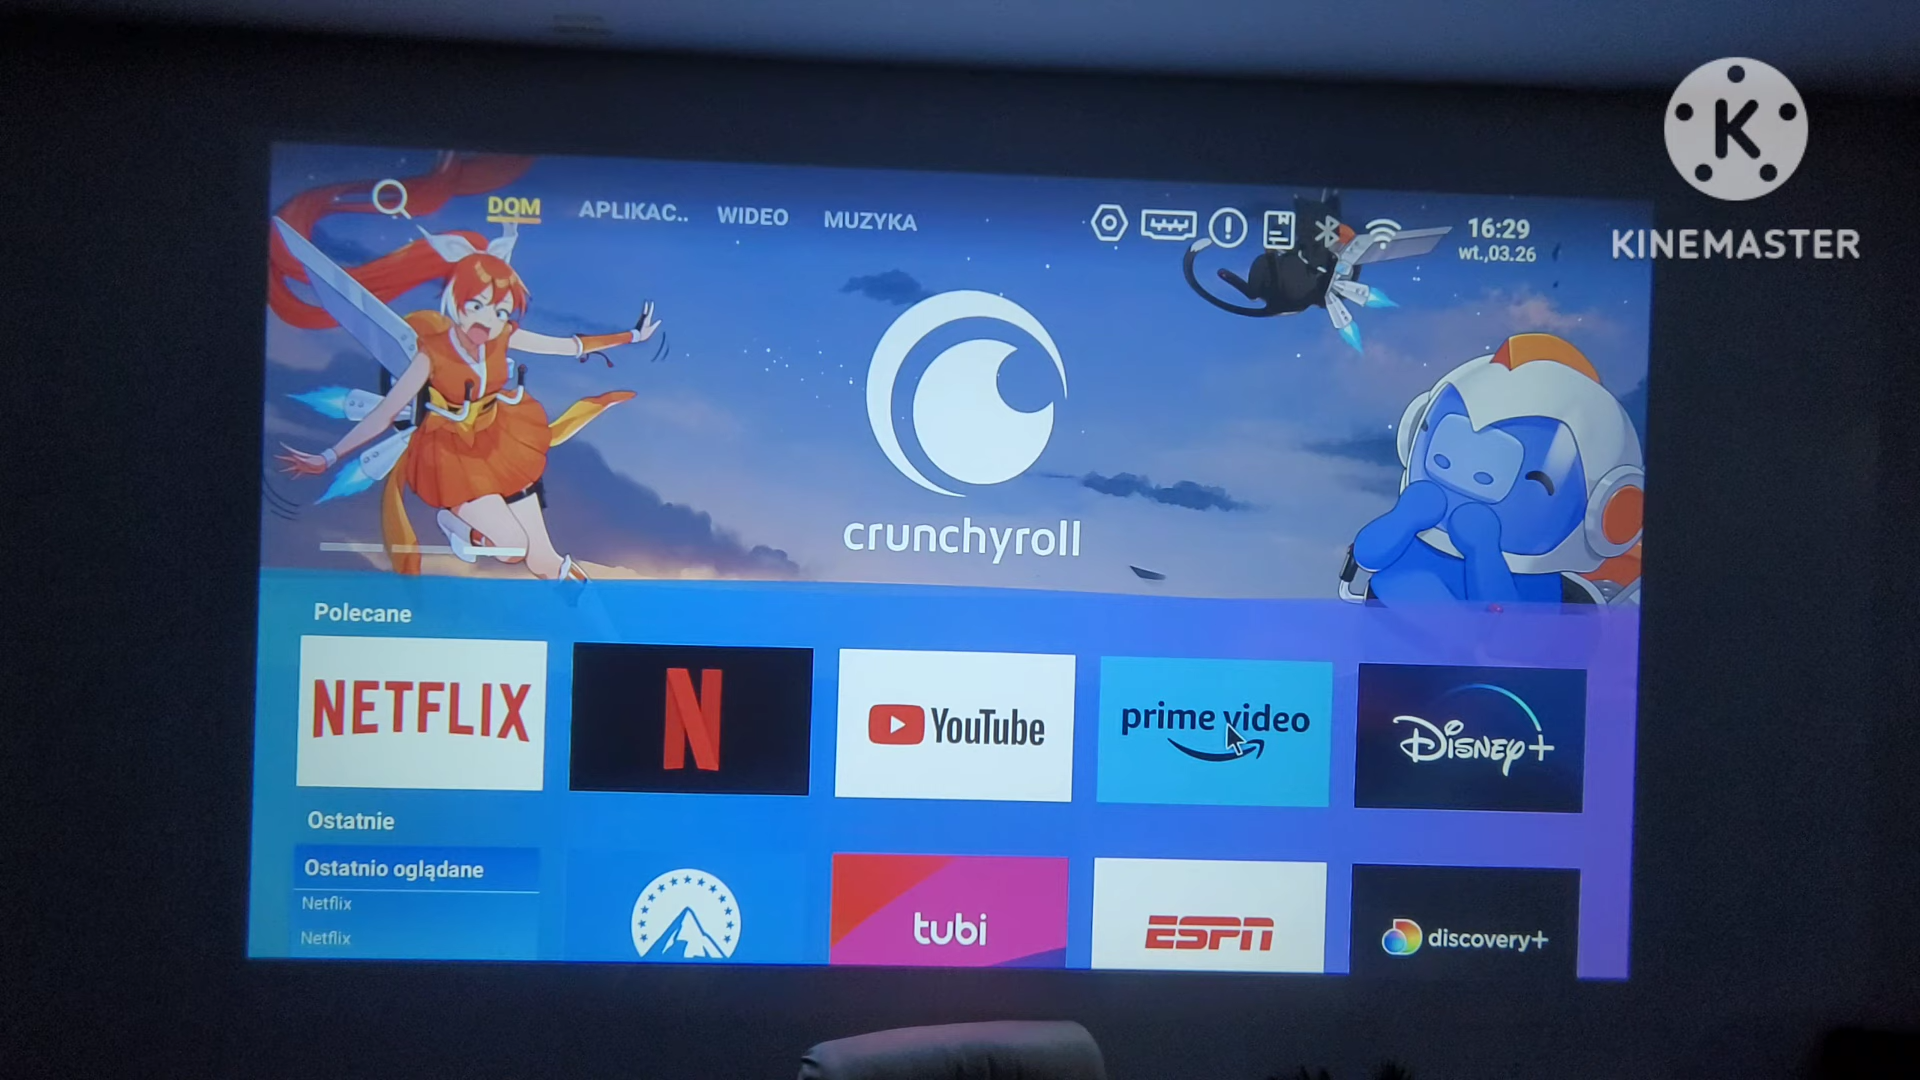 DOM APLIKAC.. WIDEO MUZYKA
16:29
wt.,03.26
K
KINEMASTER
crunchyroll
Polecane
NETFLIX
N
YouTube
prime video
Disney+
Ostatnie
Ostatnio oglądane
Netflix
Netflix
tubi
ESPN
discovery+